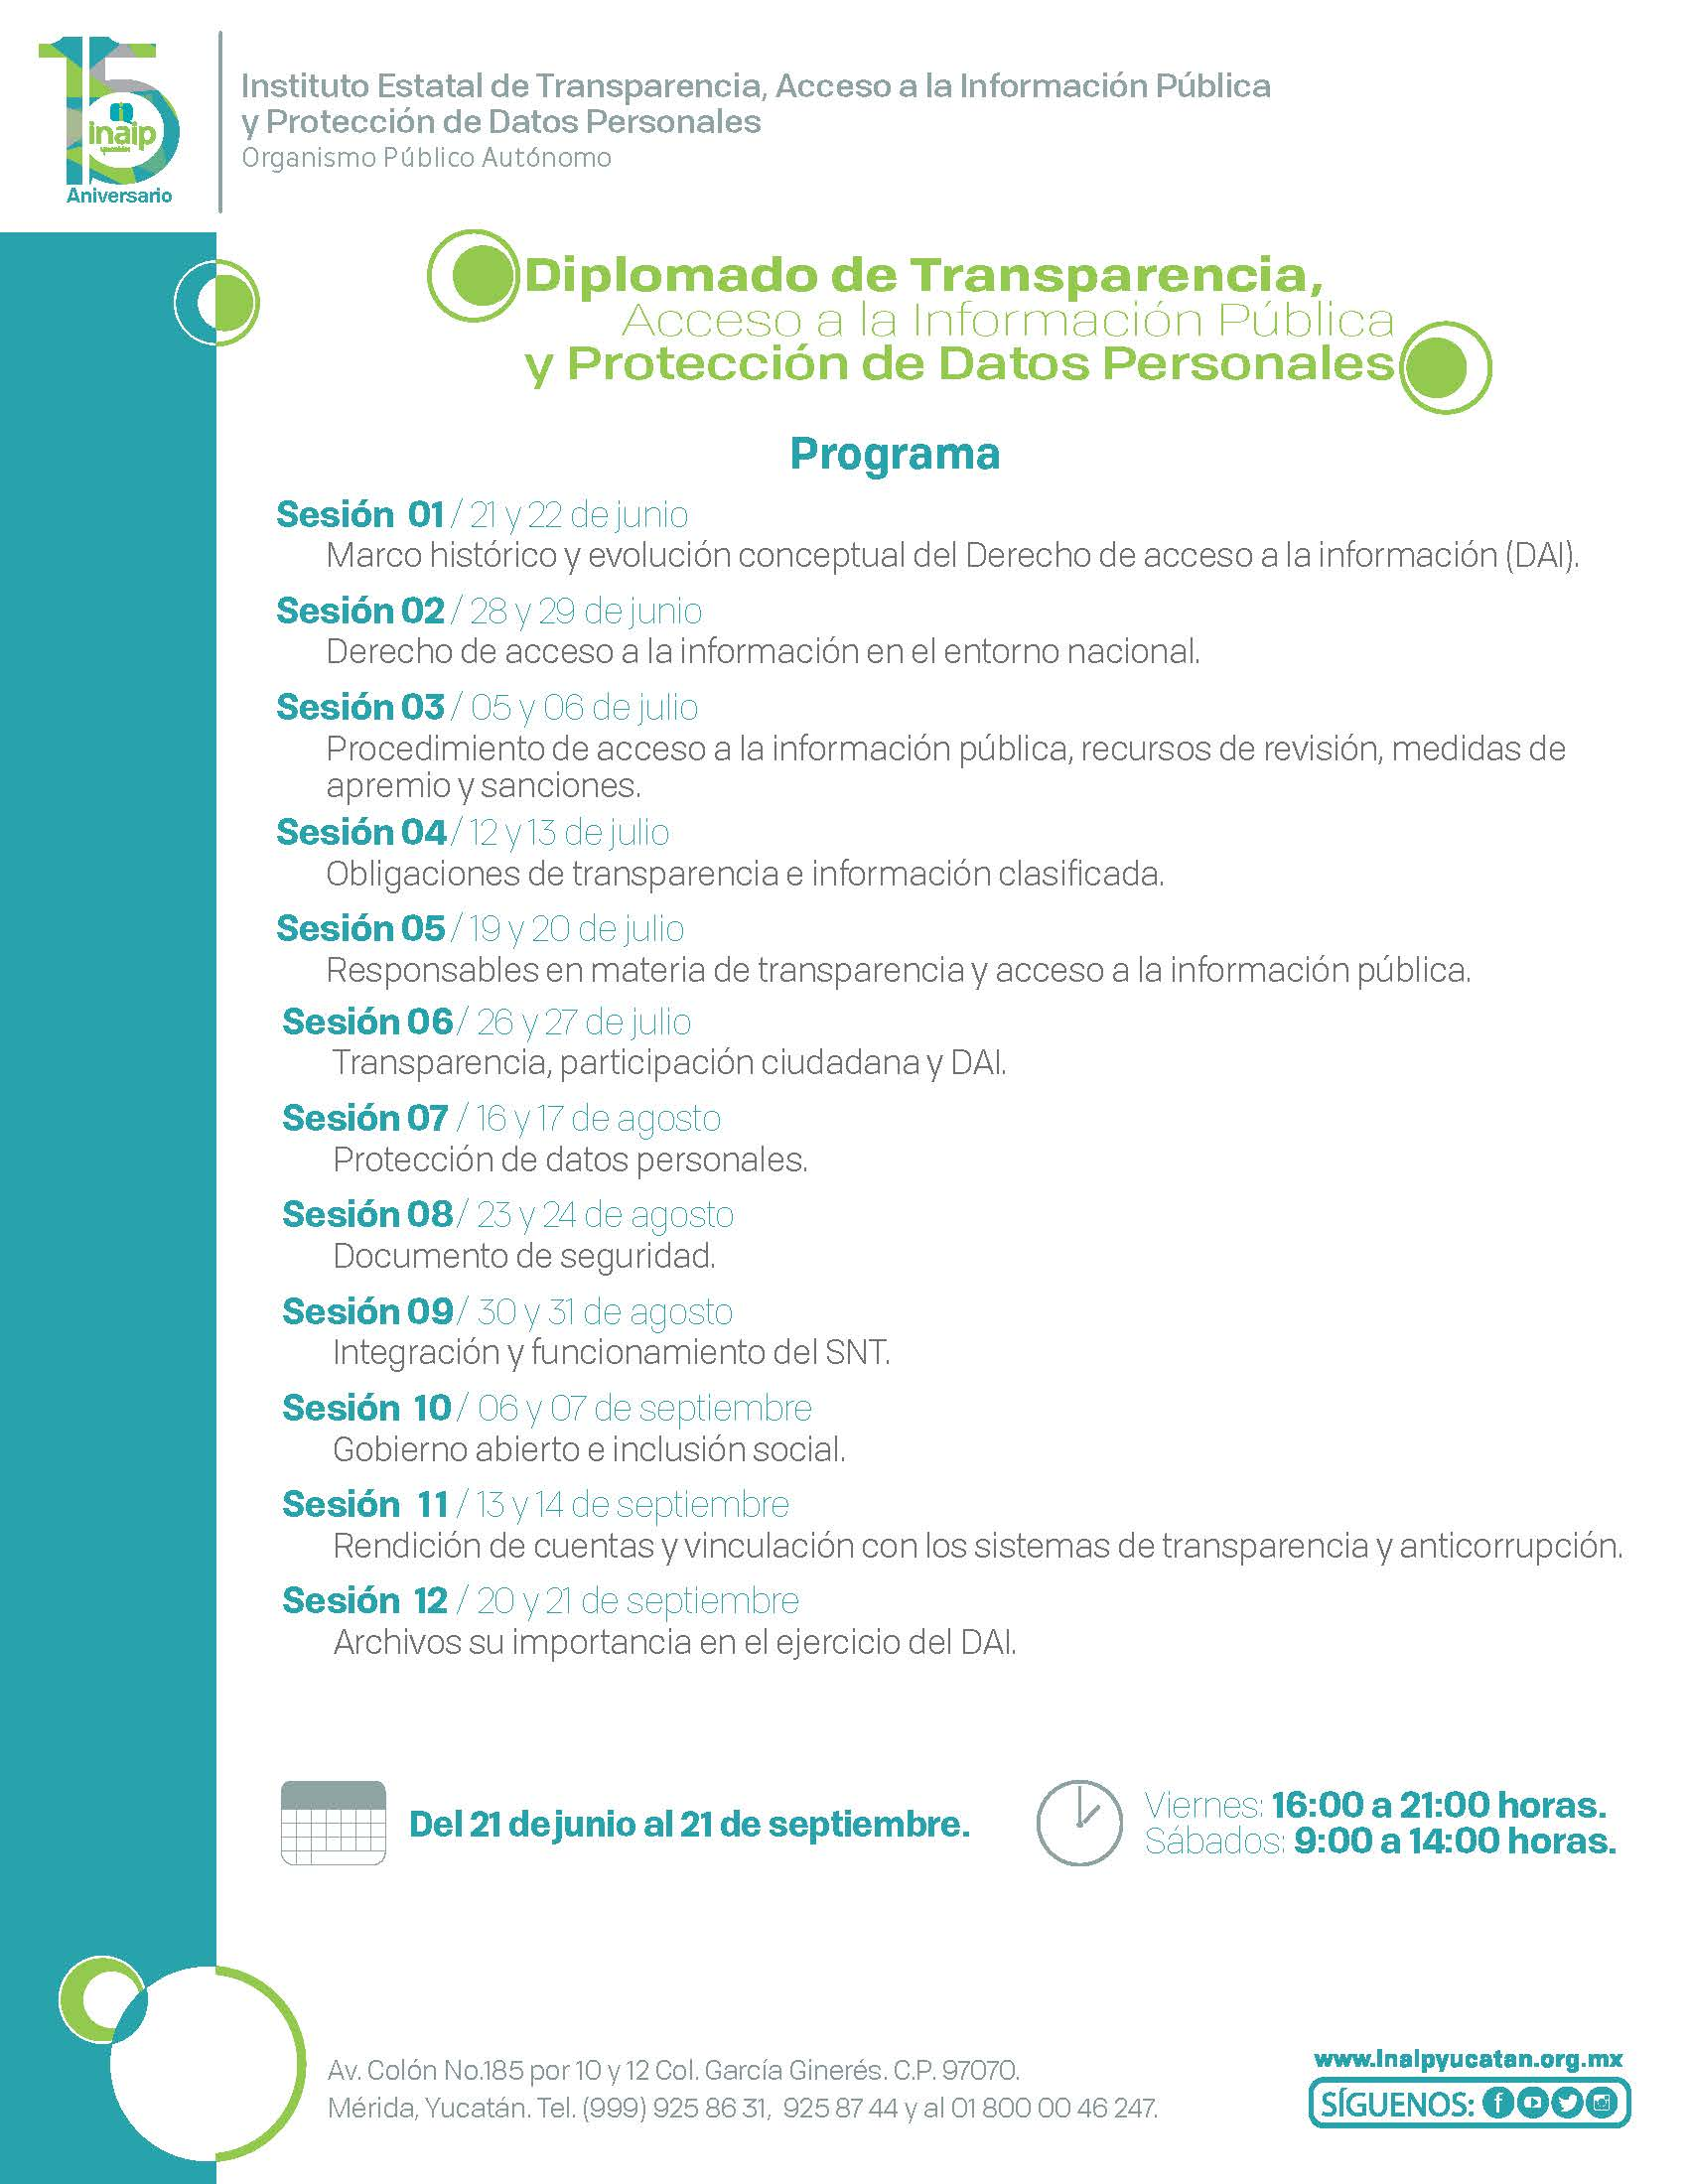 15
inaip
Aniversario
Instituto Estatal de Transparencia, Acceso a la Información Pública
y Protección de Datos Personales
Organismo Público Autónomo
Diplomado de Transparencia,
Acceso a la Información Pública
y Protección de Datos Personales
Programa
Sesión 01 / 21 y 22 de junio
Marco histórico y evolución conceptual del Derecho de acceso a la información (DAI).
Sesión 02 / 28 y 29 de junio
Derecho de acceso a la información en el entorno nacional.
Sesión 03 / 05 y 06 de julio
Procedimiento de acceso a la información pública, recursos de revisión, medidas de
apremio y sanciones.
Sesión 04 / 12 y 13 de julio
Obligaciones de transparencia e información clasificada.
Sesión 05 / 19 y 20 de julio
Responsables en materia de transparencia y acceso a la información pública.
Sesión 06 / 26 y 27 de julio
Transparencia, participación ciudadana y DAI.
Sesión 07 / 16 y 17 de agosto
Protección de datos personales.
Sesión 08 / 23 y 24 de agosto
Documento de seguridad.
Sesión 09 / 30 y 31 de agosto
Integración y funcionamiento del SNT.
Sesión 10 / 06 y 07 de septiembre
Gobierno abierto e inclusión social.
Sesión 11 / 13 y 14 de septiembre
Rendición de cuentas y vinculación con los sistemas de transparencia y anticorrupción.
Sesión 12 / 20 y 21 de septiembre
Archivos su importancia en el ejercicio del DAI.
Del 21 de junio al 21 de septiembre.
Viernes: 16:00 a 21:00 horas.
Sábados: 9:00 a 14:00 horas.
Av. Colón No.185 por 10 y 12 Col. García Ginerés. C.P. 97070.
Mérida, Yucatán. Tel. (999) 925 86 31, 925 87 44 y al 01 800 00 46 247.
www.inaipyucatan.org.mx
SÍGUENOS: